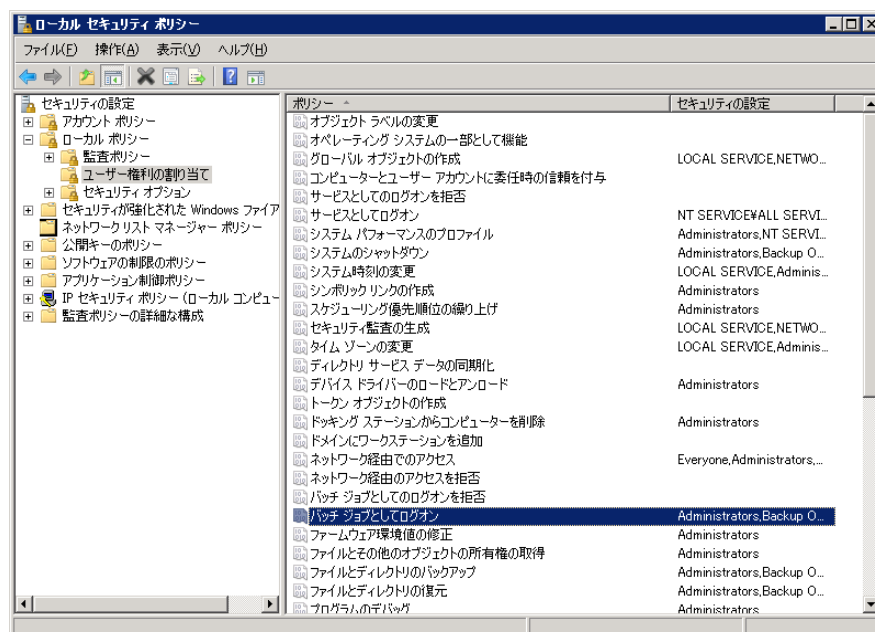 ローカル セキュリティ ポリシー
ファイル(F) 操作(A) 表示(V) ヘルプ(H)
セキュリティの設定
アカウント ポリシー
ローカル ポリシー
監査ポリシー
ユーザー権利の割り当て
セキュリティ オプション
セキュリティが強化された Windows ファイア
ネットワーク リスト マネージャー ポリシー
公開キーのポリシー
ソフトウェアの制限のポリシー
アプリケーション制御ポリシー
IP セキュリティ ポリシー (ローカル コンピュー
監査ポリシーの詳細な構成
ポリシー セキュリティの設定
オブジェクト ラベルの変更
オペレーティング システムの一部として機能
グローバル オブジェクトの作成 LOCAL SERVICE,NETWO...
コンピューターとユーザー アカウントに委任時の信頼を付与
サービスとしてのログオンを拒否
サービスとしてログオン NT SERVICE¥ALL SERVI...
システム パフォーマンスのプロファイル Administrators,NT SERVI...
システムのシャットダウン Administrators,Backup O...
システム時刻の変更 LOCAL SERVICE,Adminis...
シンボリック リンクの作成 Administrators
スケジューリング優先順位の繰り上げ Administrators
セキュリティ監査の生成 LOCAL SERVICE,NETWO...
タイム ゾーンの変更 LOCAL SERVICE,Adminis...
ディレクトリ サービス データの同期化
デバイス ドライバーのロードとアンロード Administrators
トークン オブジェクトの作成
ドッキング ステーションからコンピューターを削除 Administrators
ドメインにワークステーションを追加
ネットワーク経由でのアクセス Everyone,Administrators,...
ネットワーク経由のアクセスを拒否
バッチ ジョブとしてのログオンを拒否
バッチ ジョブとしてログオン Administrators,Backup O...
ファームウェア環境値の修正 Administrators
ファイルとその他のオブジェクトの所有権の取得 Administrators
ファイルとディレクトリのバックアップ Administrators,Backup O...
ファイルとディレクトリの復元 Administrators,Backup O...
プログラムのデバッグ Administrators